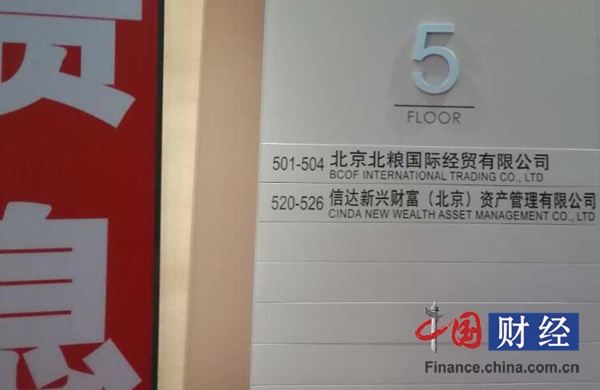 5
FLOOR
501-504 北京北粮国际经贸有限公司
BCOF INTERNATIONAL TRADING CO., LTD
520-526 信达新兴财富（北京）资产管理有限公司
CINDA NEW WEALTH ASSET MANAGEMENT CO., LTD
息
中国财经
Finance.china.com.cn